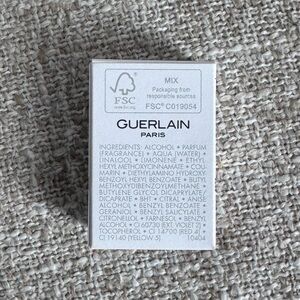 MIX
Packaging from
responsible sources
FSC® C019054
FSC
www.fsc.org
GUERLAIN
PARIS
INGREDIENTS: ALCOHOL • PARFUM
(FRAGRANCE) • AQUA (WATER) •
LINALOOL • LIMONENE • ETHYL
HEXYL METHOXYCINNAMATE • COU
MARIN • DIETHYLAMINO HYDROXY-
BENZOYL HEXYL BENZOATE • BUTYL
METHOXYDIBENZOYLMETHANE •
BUTYLENE GLYCOL DICAPRYLATE/
DICAPRATE • BHT • CITRAL • ANISE
ALCOHOL • BENZYL BENZOATE •
GERANIOL • BENZYL SALICYLATE •
CITRONELLOL • FARNESOL • BENZYL
ALCOHOL • CI 60730 (EXT. VIOLET 2) •
TOCOPHEROL • CI 14700 (RED 4)
CI 19140 (YELLOW 5) 10404